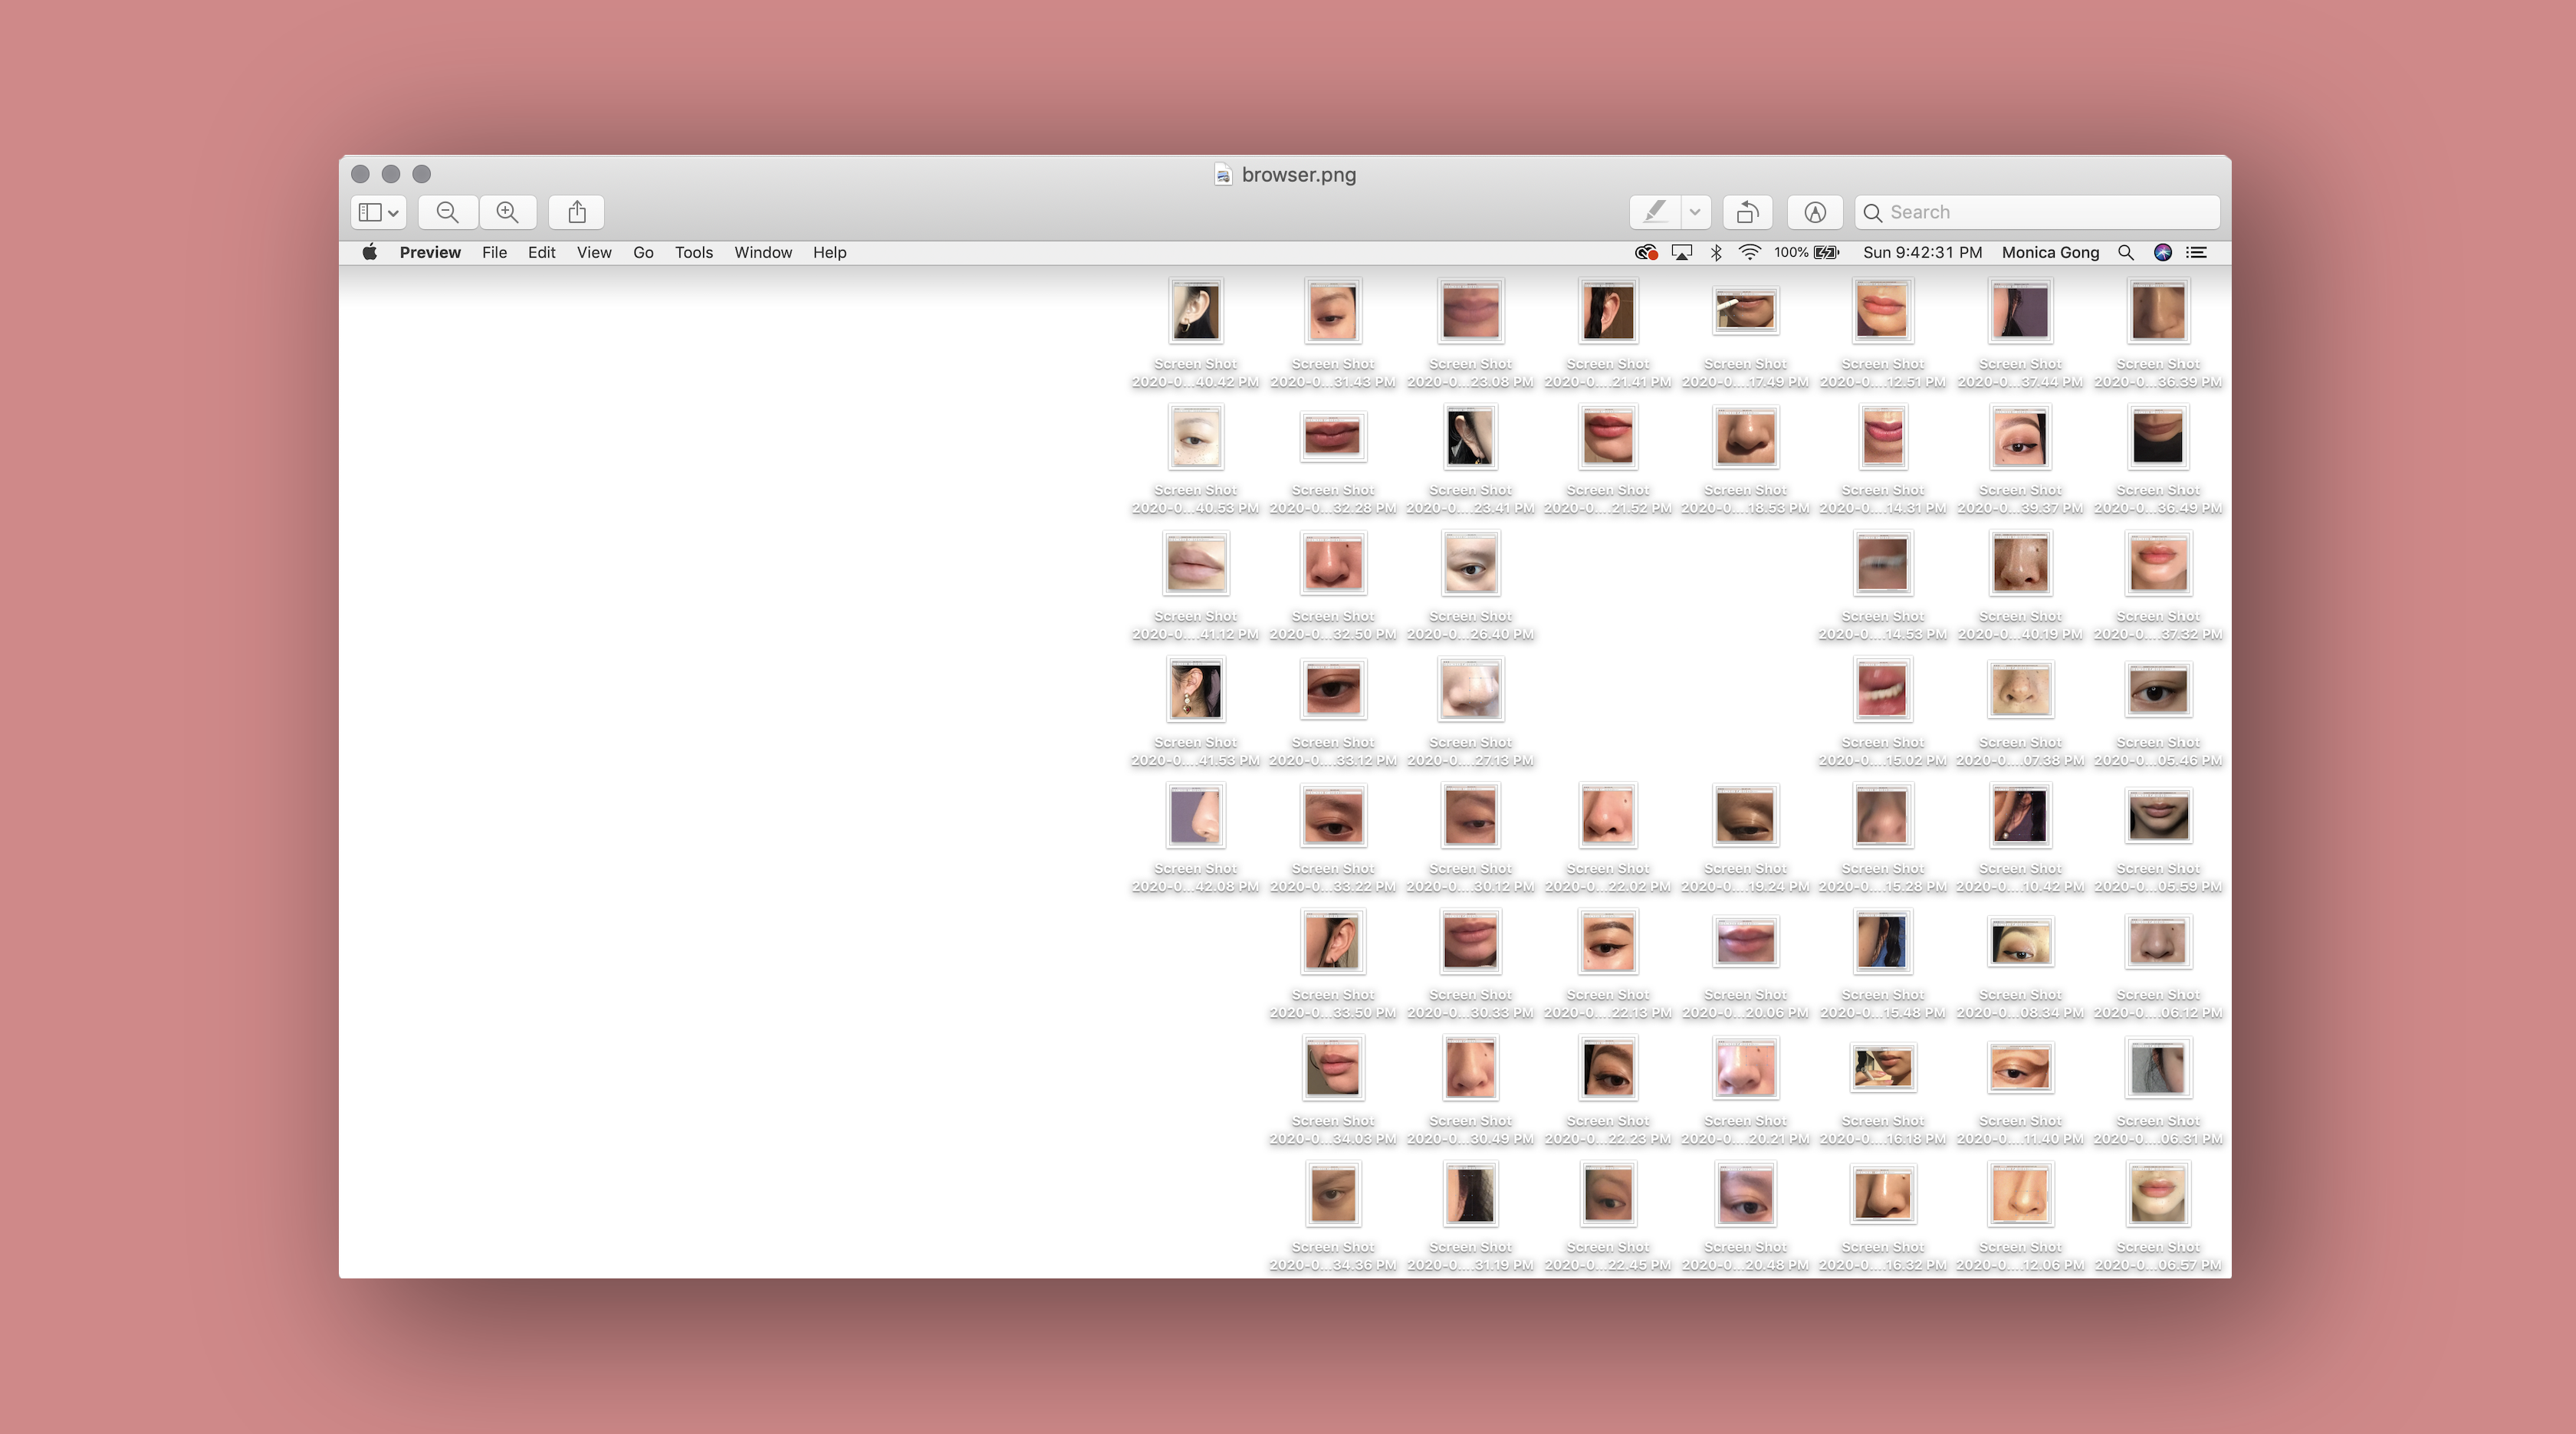 browser.png
Search
Preview File Edit View Go Tools Window Help 100% Sun 9:42:31 PM Monica Gong
Screen Shot Screen Shot Screen Shot Screen Shot Screen Shot Screen Shot Screen Shot Screen Shot
2020-0...40.42 PM 2020-0...31.43 PM 2020-0...23.08 PM 2020-0....21.41 PM 2020-0....17.49 PM 2020-0....12.51 PM 2020-0...37.44 PM 2020-0...36.39 PM
Screen Shot Screen Shot Screen Shot Screen Shot Screen Shot Screen Shot Screen Shot Screen Shot
2020-0...40.53 PM 2020-0...32.28 PM 2020-0....23.41 PM 2020-0....21.52 PM 2020-0....18.53 PM 2020-0....14.31 PM 2020-0...39.37 PM 2020-0...36.49 PM
Screen Shot Screen Shot Screen Shot Screen Shot Screen Shot Screen Shot
2020-0....41.12 PM 2020-0...32.50 PM 2020-0...26.40 PM 2020-0....14.53 PM 2020-0....40.19 PM 2020-0....37.32 PM
Screen Shot Screen Shot Screen Shot Screen Shot Screen Shot Screen Shot
2020-0....41.53 PM 2020-0....33.12 PM 2020-0....27.13 PM 2020-0....15.02 PM 2020-0....07.38 PM 2020-0...05.46 PM
Screen Shot Screen Shot Screen Shot Screen Shot Screen Shot Screen Shot Screen Shot Screen Shot
2020-0...42.08 PM 2020-0...33.22 PM 2020-0....30.12 PM 2020-0...22.02 PM 2020-0....19.24 PM 2020-0....15.28 PM 2020-0....10.42 PM 2020-0...05.59 PM
Screen Shot Screen Shot Screen Shot Screen Shot Screen Shot Screen Shot Screen Shot
2020-0...33.50 PM 2020-0...30.33 PM 2020-0....22.13 PM 2020-0...20.06 PM 2020-0....15.48 PM 2020-0...08.34 PM 2020-0....06.12 PM
Screen Shot Screen Shot Screen Shot Screen Shot Screen Shot Screen Shot Screen Shot
2020-0...34.03 PM 2020-0...30.49 PM 2020-0...22.23 PM 2020-0....20.21 PM 2020-0....16.18 PM 2020-0....11.40 PM 2020-0....06.31 PM
Screen Shot Screen Shot Screen Shot Screen Shot Screen Shot Screen Shot Screen Shot
2020-0...34.36 PM 2020-0....31.19 PM 2020-0...22.45 PM 2020-0...20.48 PM 2020-0....16.32 PM 2020-0....12.06 PM 2020-0...06.57 PM